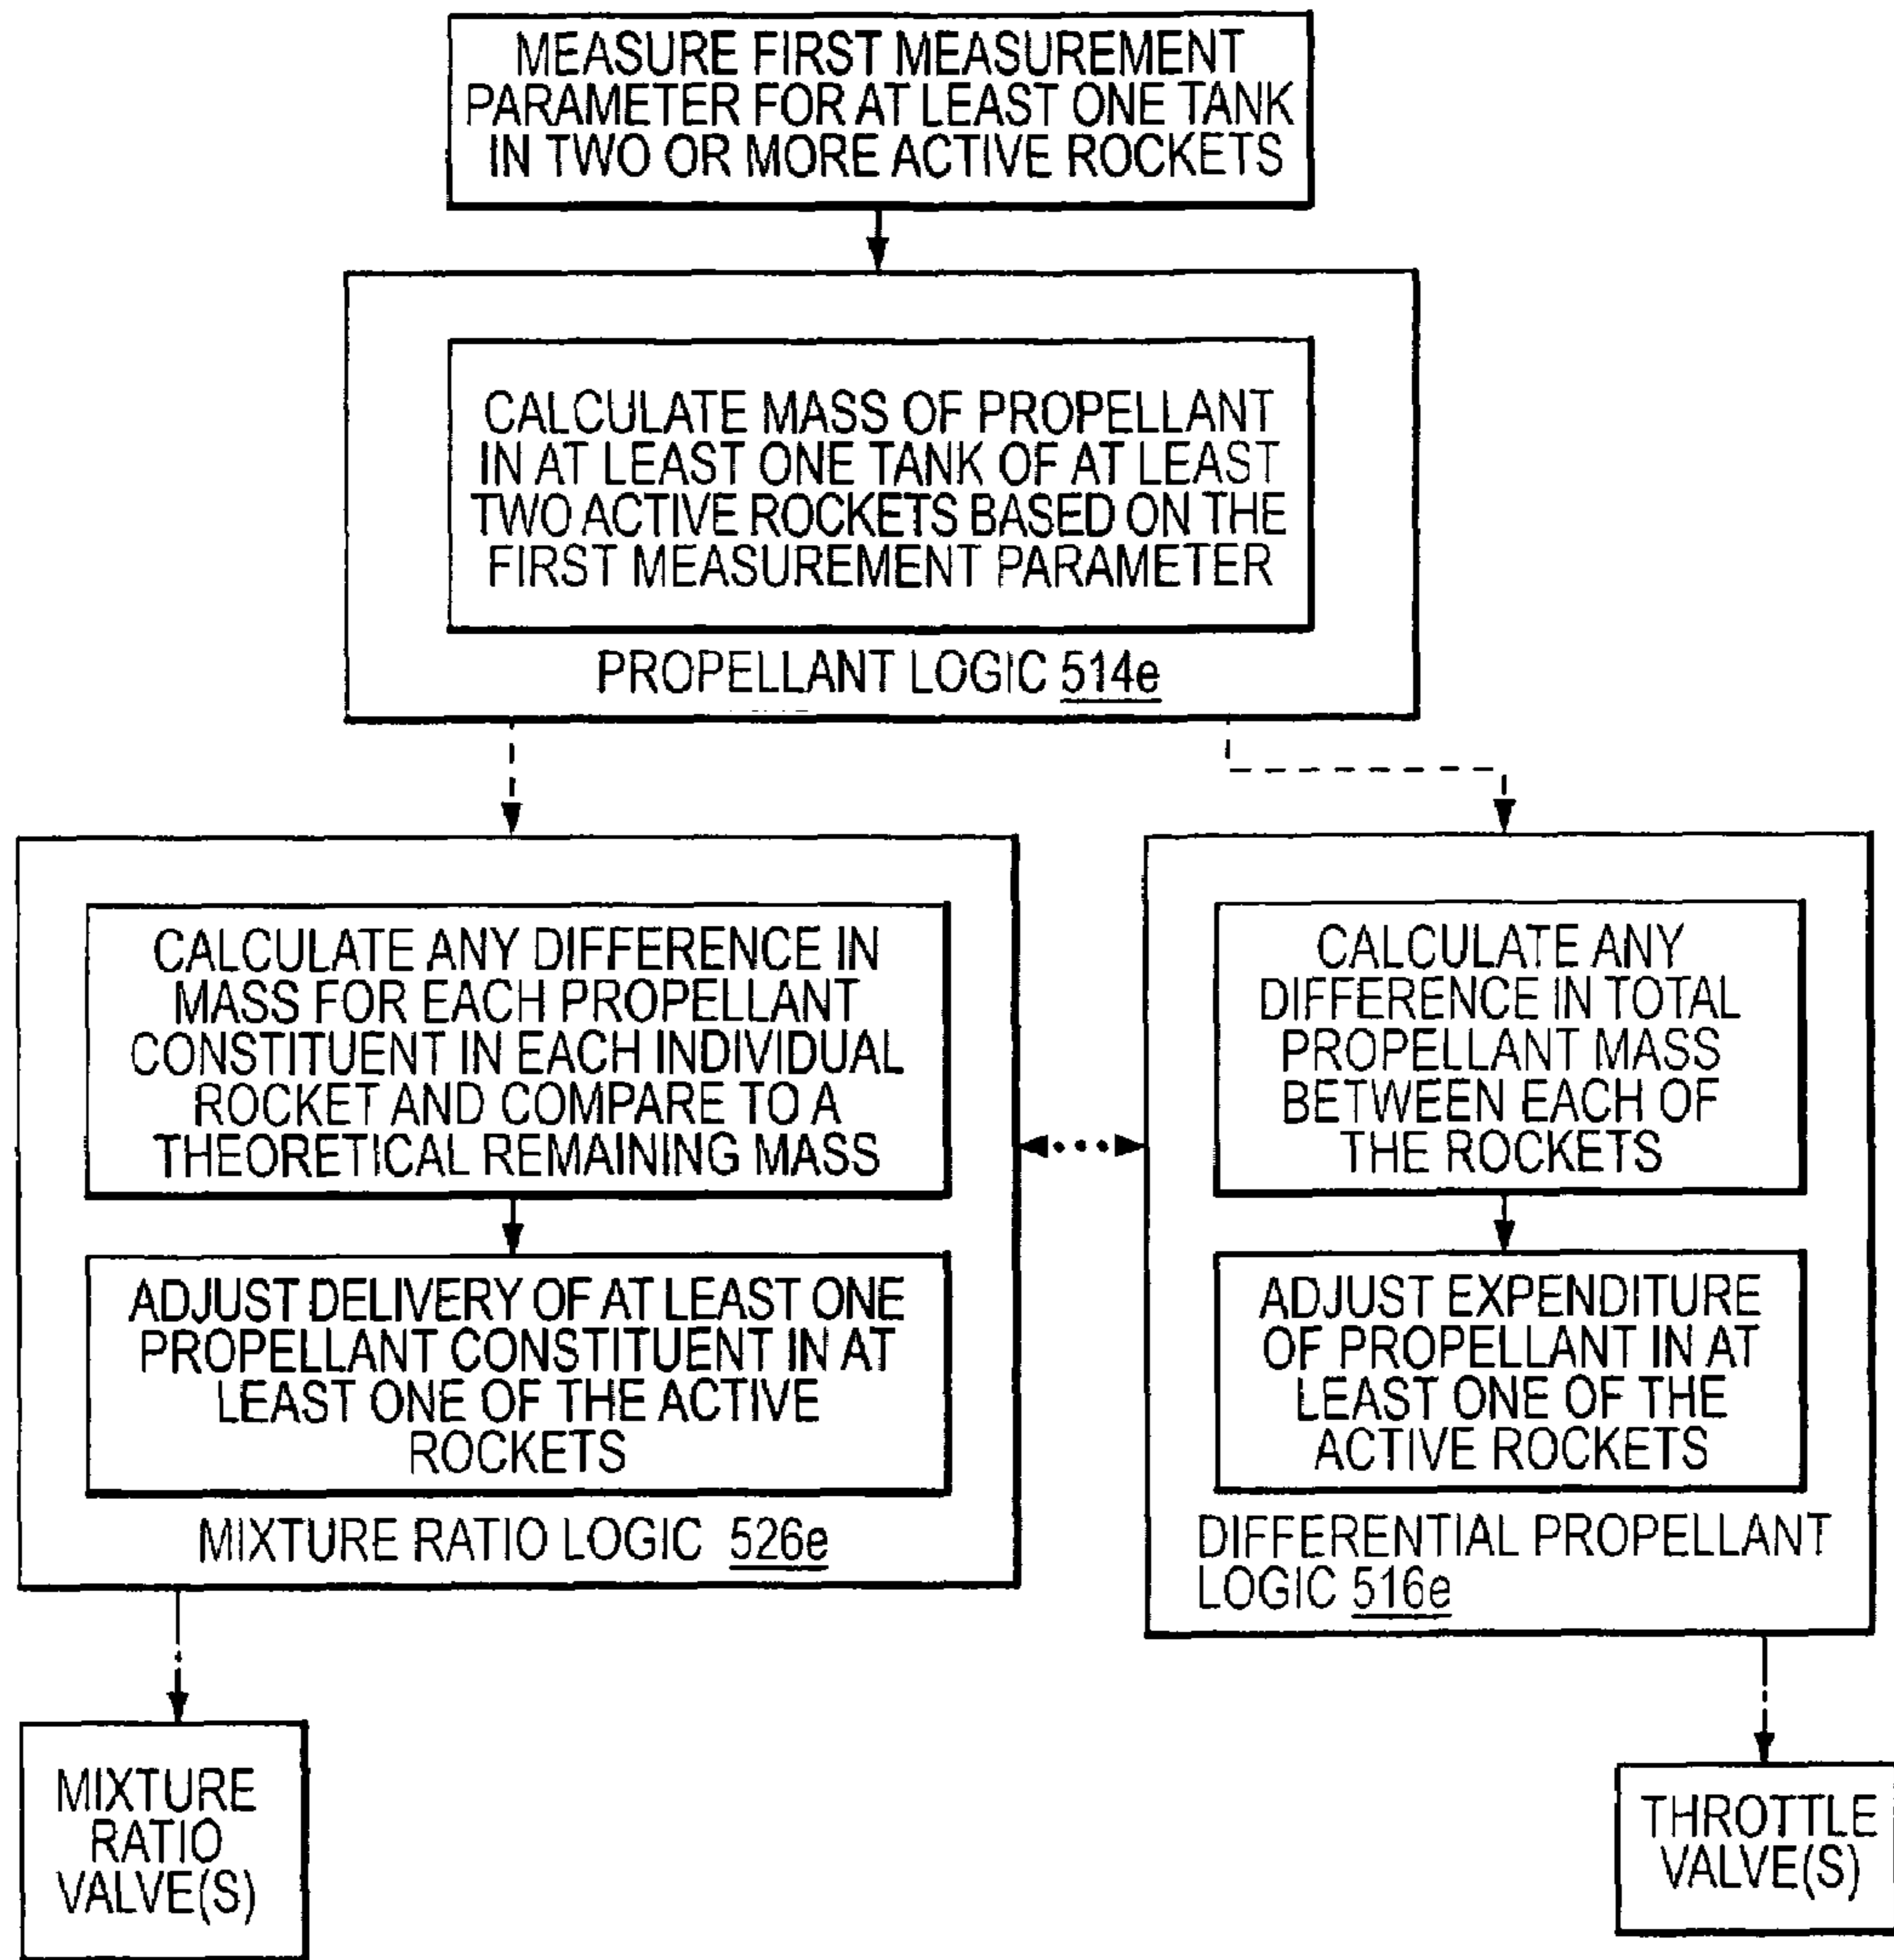 MEASURE FIRST MEASUREMENT
PARAMETER FOR AT LEAST ONE TANK
IN TWO OR MORE ACTIVE ROCKETS
CALCULATE MASS OF PROPELLANT
IN AT LEAST ONE TANK OF AT LEAST
TWO ACTIVE ROCKETS BASED ON THE
FIRST MEASUREMENT PARAMETER
PROPELLANT LOGIC 514e
CALCULATE ANY DIFFERENCE IN
MASS FOR EACH PROPELLANT
CONSTITUENT IN EACH INDIVIDUAL
ROCKET AND COMPARE TO A
THEORETICAL REMAINING MASS
ADJUST DELIVERY OF AT LEAST ONE
PROPELLANT CONSTITUENT IN AT
LEAST ONE OF THE ACTIVE
ROCKETS
MIXTURE RATIO LOGIC 526e
CALCULATE ANY
DIFFERENCE IN TOTAL
PROPELLANT MASS
BETWEEN EACH OF
THE ROCKETS
ADJUST EXPENDITURE
OF PROPELLANT IN AT
LEAST ONE OF THE
ACTIVE ROCKETS
DIFFERENTIAL PROPELLANT
LOGIC 516e
MIXTURE
RATIO
VALVE(S)
THROTTLE
VALVE(S)